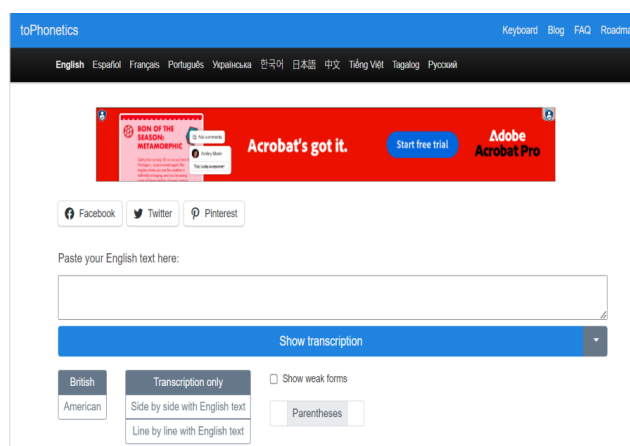 toPhonetics Keyboard Blog FAQ Roadma
English Español Français Português Українська 한국어 日本語 中文 Tiếng Việt Tagalog Русский
BON OF THE
SEASON:
METAMORPHIC
Acrobat's got it.
Start free trial
Adobe
Acrobat Pro
Facebook Twitter Pinterest
Paste your English text here:
Show transcription
British Transcription only Show weak forms
American Side by side with English text Parentheses
Line by line with English text